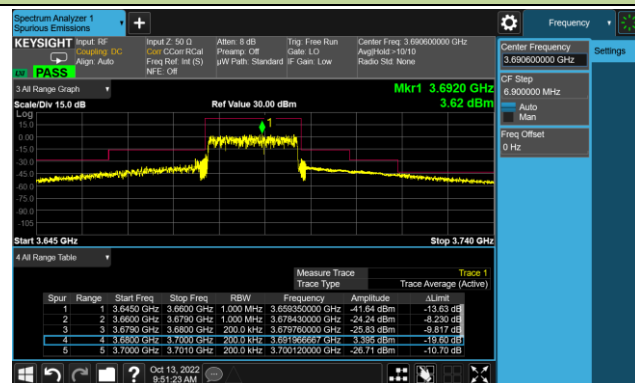 Spectrum Analyzer 1
Spurious Emissions
Frequency
KEYSIGHT Input: RF
Coupling: DC
Align: Auto
Input Z: 50 Ω
Corr CCorr RCal
Freq Ref: Int (S)
NFE: Off
Atten: 8 dB
Preamp: Off
µW Path: Standard
Trig: Free Run
Gate: LO
IF Gain: Low
Center Freq: 3.690600000 GHz
Avg|Hold:>10/10
Radio Std: None
PASS
Center Frequency
3.690600000 GHz
Settings
CF Step
6.900000 MHz
Auto
Man
Freq Offset
0 Hz
3 All Range Graph
Mkr1 3.6920 GHz
Scale/Div 15.0 dB
Ref Value 30.00 dBm
3.62 dBm
Log
15.0
0.00
-15.0
-30.0
-45.0
-60.0
-75.0
-90.0
-105
1
Start 3.645 GHz
Stop 3.740 GHz
4 All Range Table
Measure Trace Trace 1
Trace Type Trace Average (Active)
Spur Range Start Freq Stop Freq RBW Frequency Amplitude ΔLimit
1 1 3.6450 GHz 3.6600 GHz 1.000 MHz 3.659350000 GHz -41.64 dBm -13.63 dB
2 2 3.6600 GHz 3.6790 GHz 1.000 MHz 3.678430000 GHz -24.24 dBm -8.230 dB
3 3 3.6790 GHz 3.6800 GHz 200.0 kHz 3.679760000 GHz -25.83 dBm -9.817 dB
4 4 3.6800 GHz 3.7000 GHz 200.0 kHz 3.691966667 GHz 3.395 dBm -19.60 dB
5 5 3.7000 GHz 3.7010 GHz 200.0 kHz 3.700120000 GHz -26.71 dBm -10.70 dB
Oct 13, 2022
9:51:23 AM